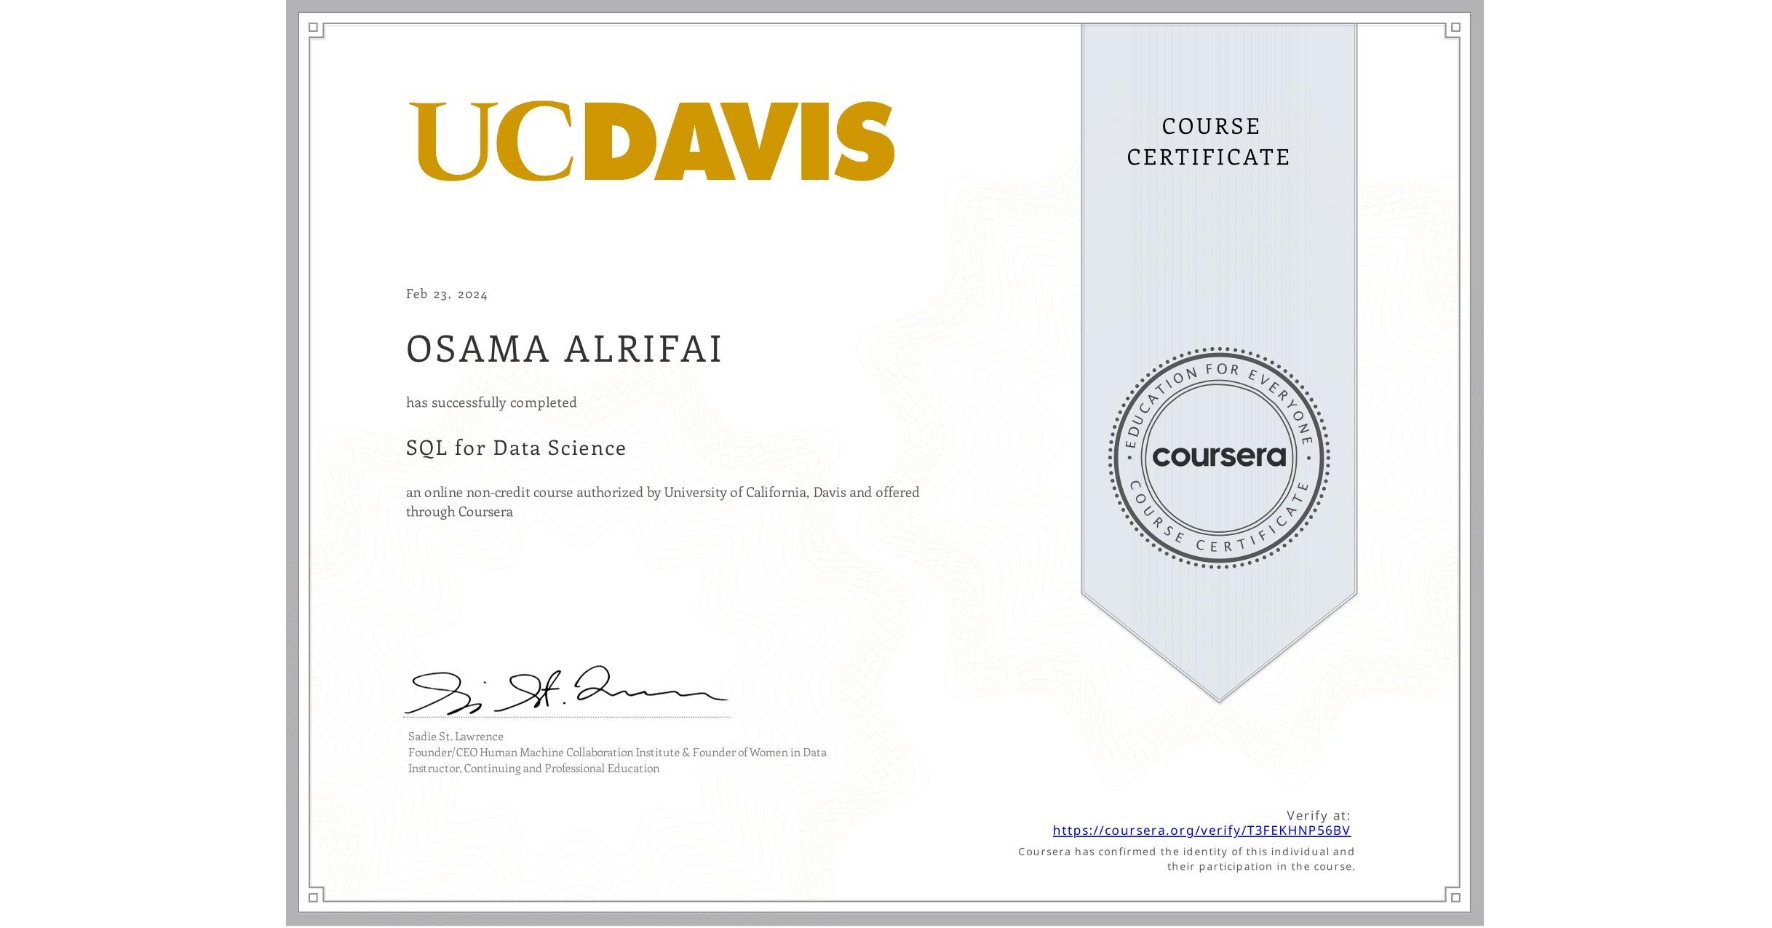 UCDAVIS
COURSE
CERTIFICATE
Feb 23, 2024
OSAMA ALRIFAI
has successfully completed
SQL for Data Science
an online non-credit course authorized by University of California, Davis and offered
through Coursera
EDUCATION FOR EVERYONE
coursera
COURSE CERTIFICATE
Sadie St. Lawrence
Founder/CEO Human Machine Collaboration Institute & Founder of Women in Data
Instructor, Continuing and Professional Education
Verify at:
https://coursera.org/verify/T3FEKHNP56BV
Coursera has confirmed the identity of this individual and
their participation in the course.